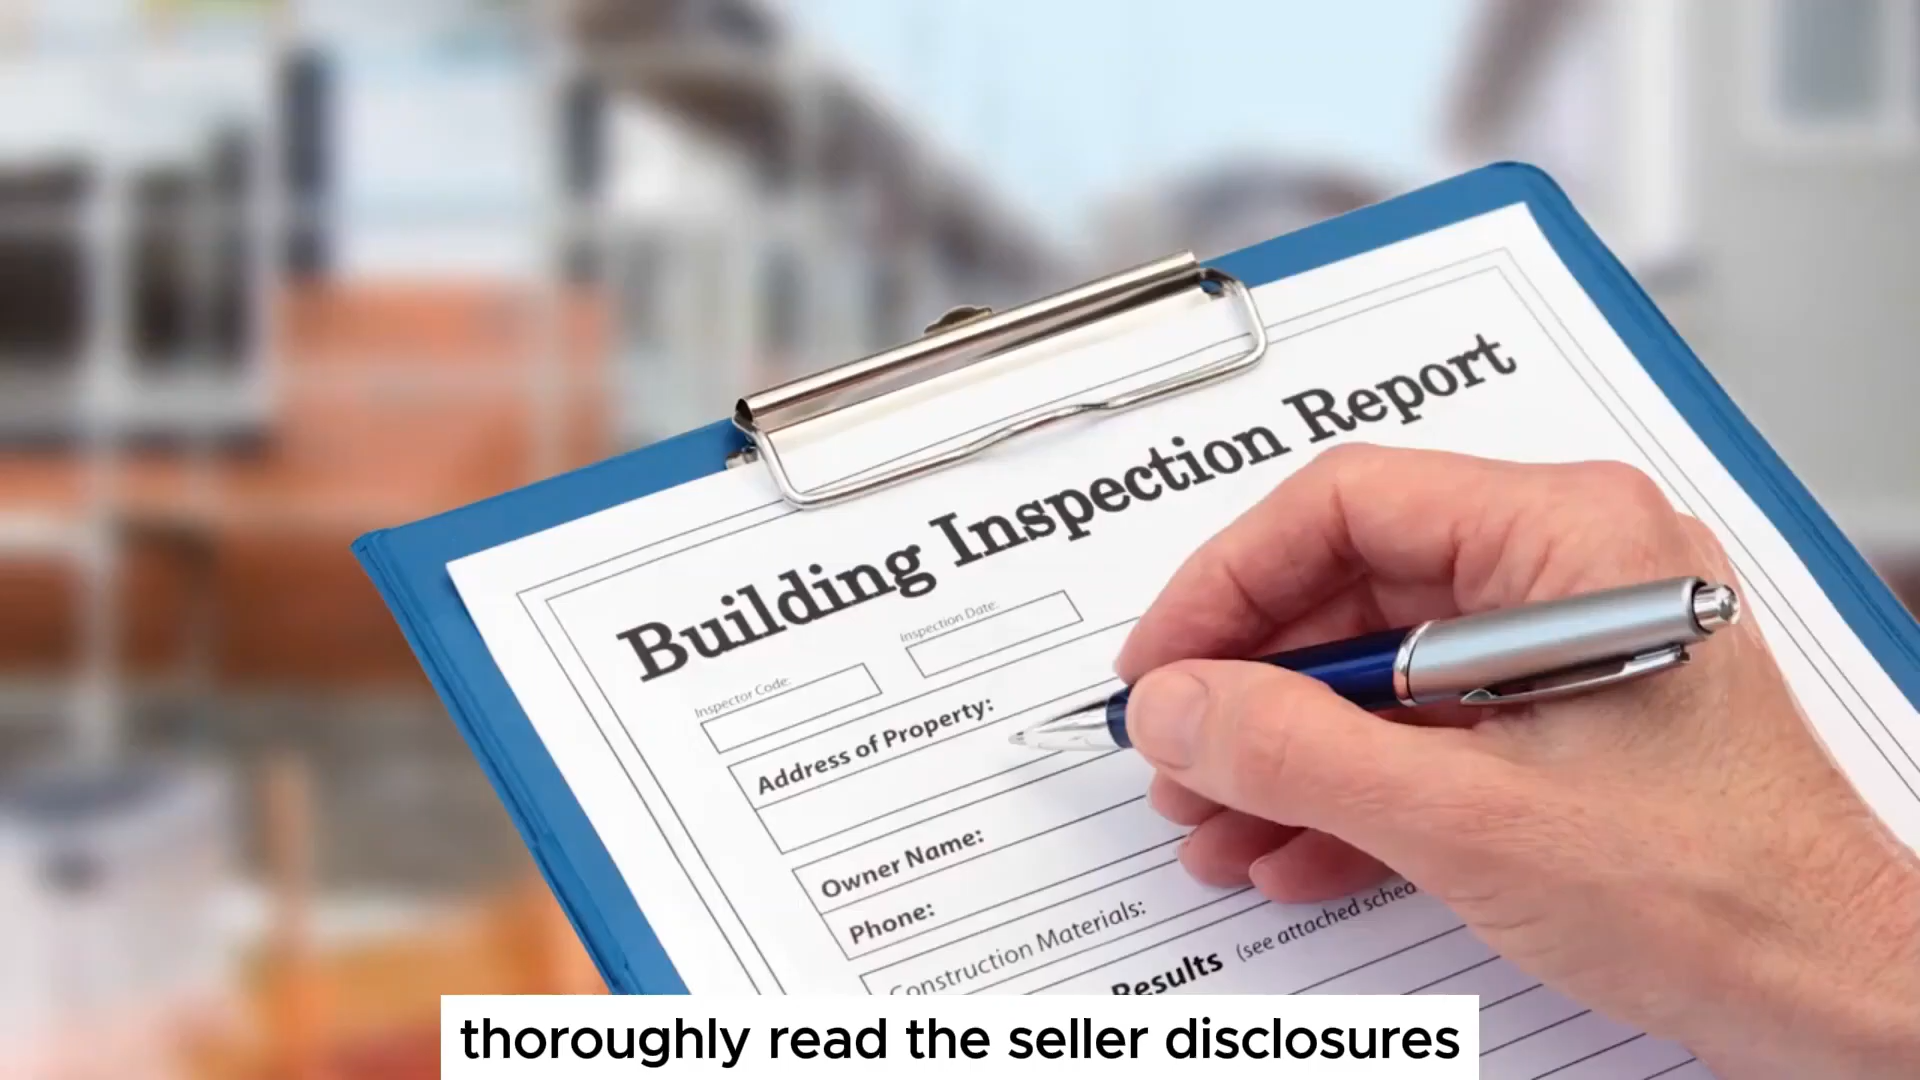 Building Inspection Report
Inspector Code:
Inspection Date:
Address of Property:
Owner Name:
Phone:
Construction Materials:
Results (see attached
thoroughly read the seller disclosures